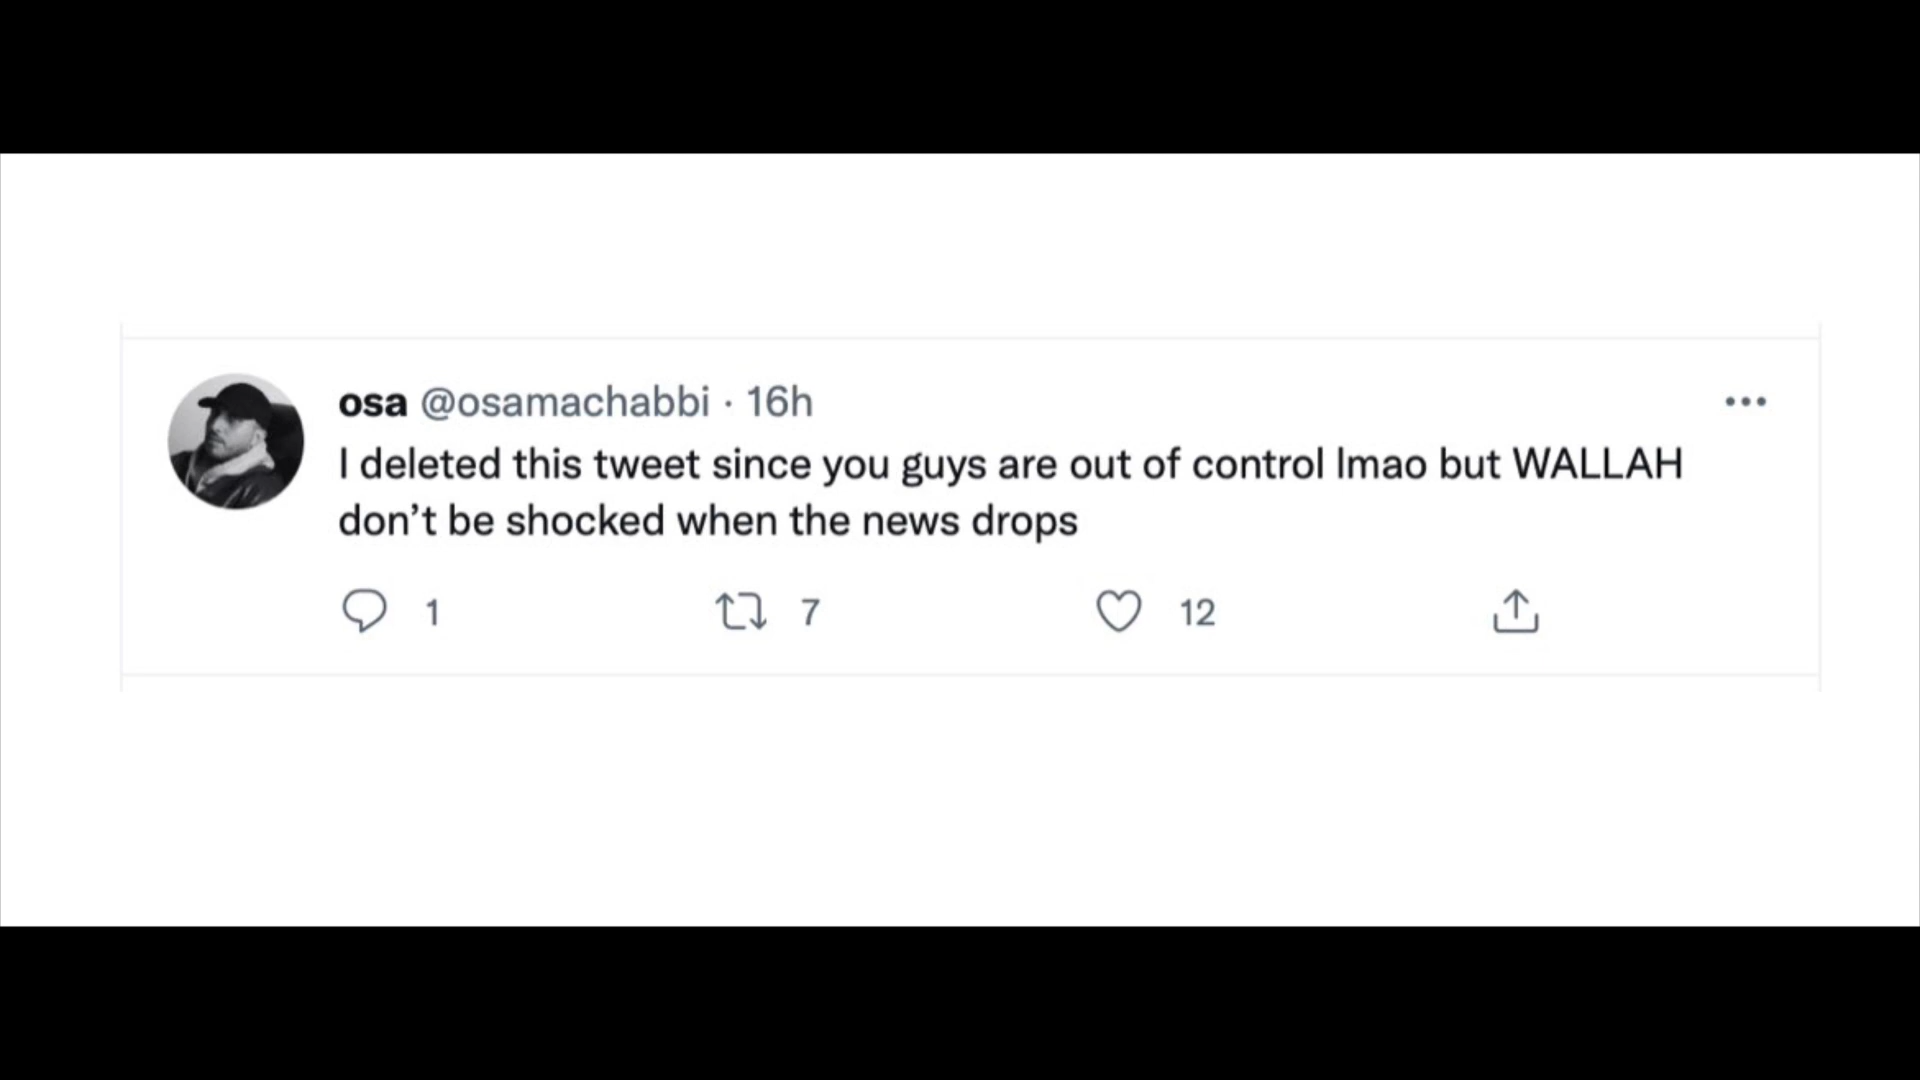 osa @osamachabbi · 16h
I deleted this tweet since you guys are out of control lmao but WALLAH
don’t be shocked when the news drops
1 7 12